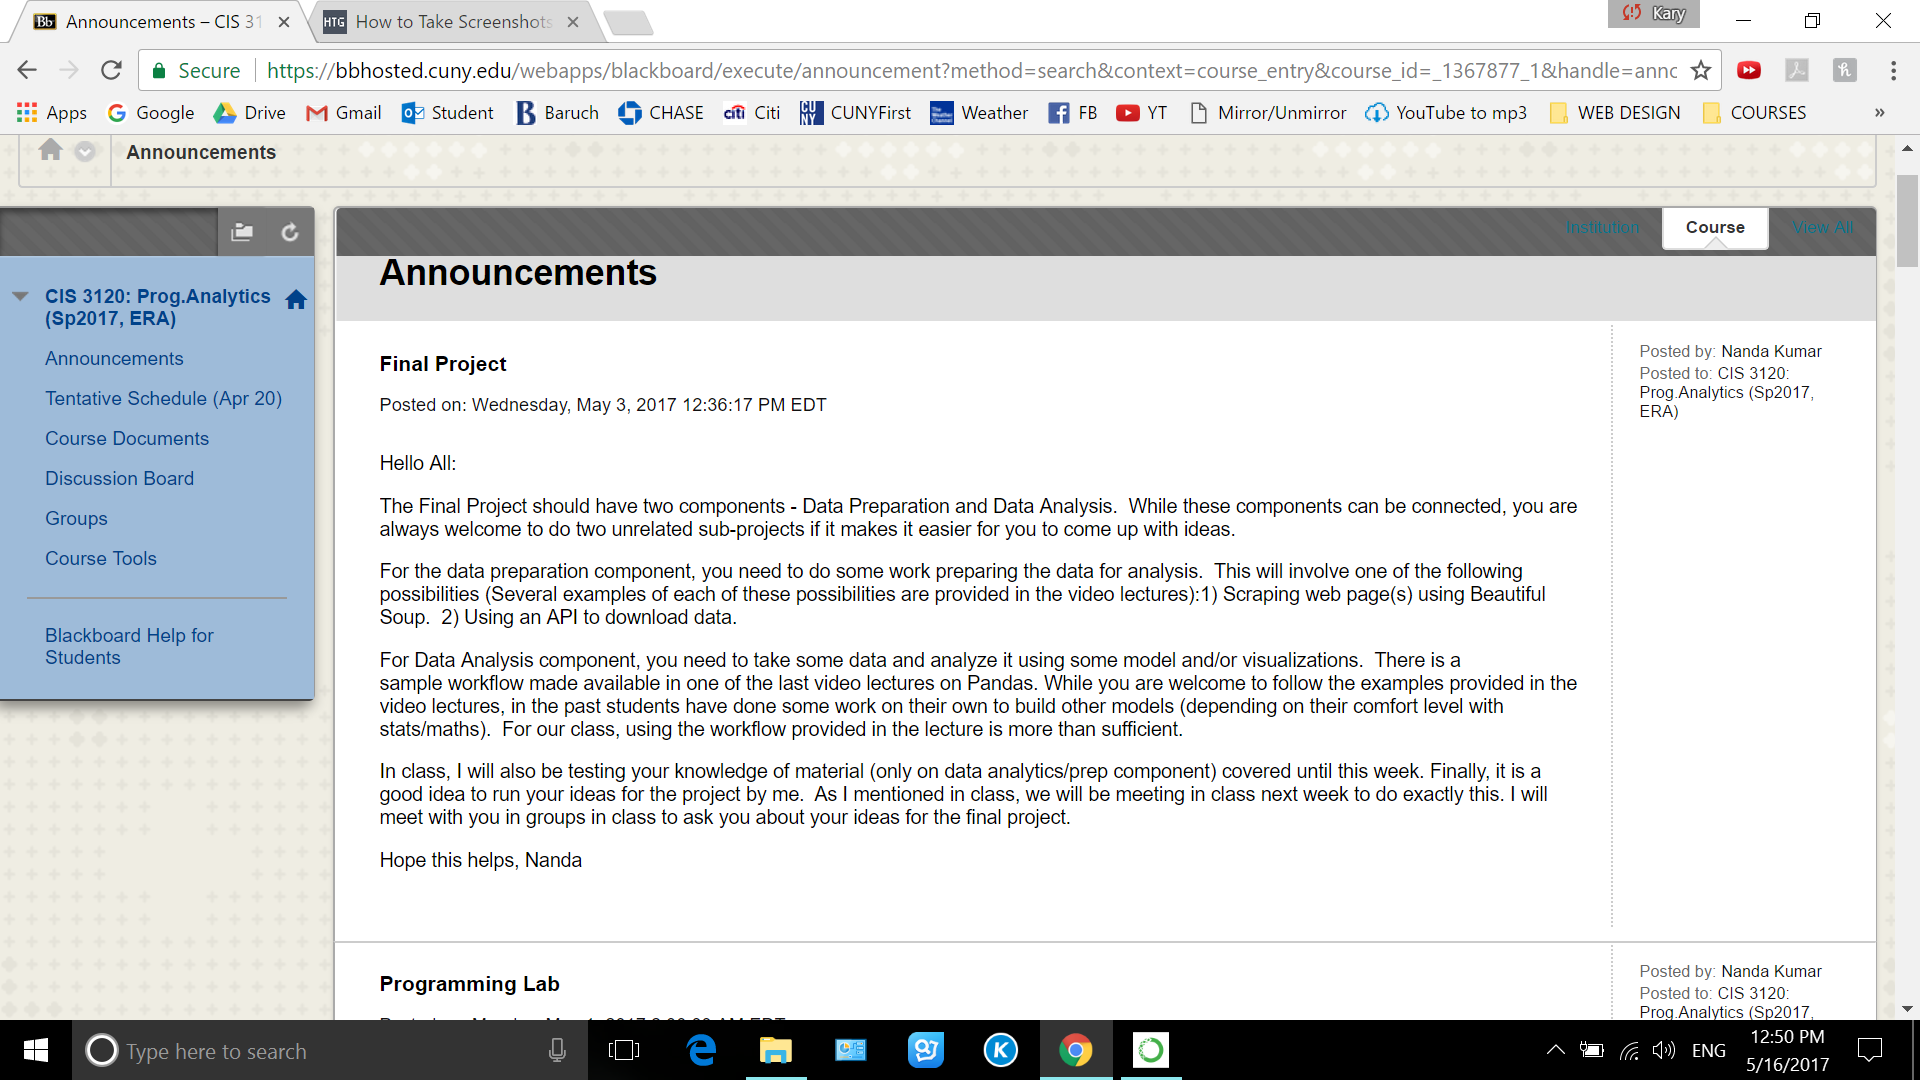 Bb Announcements – CIS 31
HTG How to Take Screenshots
Kary
Secure https://bbhosted.cuny.edu/webapps/blackboard/execute/announcement?method=search&context=course_entry&course_id=_1367877_1&handle=annc
Apps Google Drive Gmail Student Baruch CHASE citi Citi CUNYFirst Weather FB YT Mirror/Unmirror YouTube to mp3 WEB DESIGN COURSES »
Announcements
Institution Course View All
Announcements
CIS 3120: Prog.Analytics
(Sp2017, ERA)
Announcements
Tentative Schedule (Apr 20)
Course Documents
Discussion Board
Groups
Course Tools
Blackboard Help for
Students
Final Project
Posted on: Wednesday, May 3, 2017 12:36:17 PM EDT
Hello All:
The Final Project should have two components - Data Preparation and Data Analysis.  While these components can be connected, you are
always welcome to do two unrelated sub-projects if it makes it easier for you to come up with ideas.
For the data preparation component, you need to do some work preparing the data for analysis.  This will involve one of the following
possibilities (Several examples of each of these possibilities are provided in the video lectures):1) Scraping web page(s) using Beautiful
Soup.  2) Using an API to download data.
For Data Analysis component, you need to take some data and analyze it using some model and/or visualizations.  There is a
sample workflow made available in one of the last video lectures on Pandas. While you are welcome to follow the examples provided in the
video lectures, in the past students have done some work on their own to build other models (depending on their comfort level with
stats/maths).  For our class, using the workflow provided in the lecture is more than sufficient.
In class, I will also be testing your knowledge of material (only on data analytics/prep component) covered until this week. Finally, it is a
good idea to run your ideas for the project by me.  As I mentioned in class, we will be meeting in class next week to do exactly this. I will
meet with you in groups in class to ask you about your ideas for the final project.
Hope this helps, Nanda
Posted by: Nanda Kumar
Posted to: CIS 3120:
Prog.Analytics (Sp2017,
ERA)
Programming Lab
Posted by: Nanda Kumar
Posted to: CIS 3120:
Prog.Analytics (Sp2017,
Type here to search
ENG
12:50 PM
5/16/2017